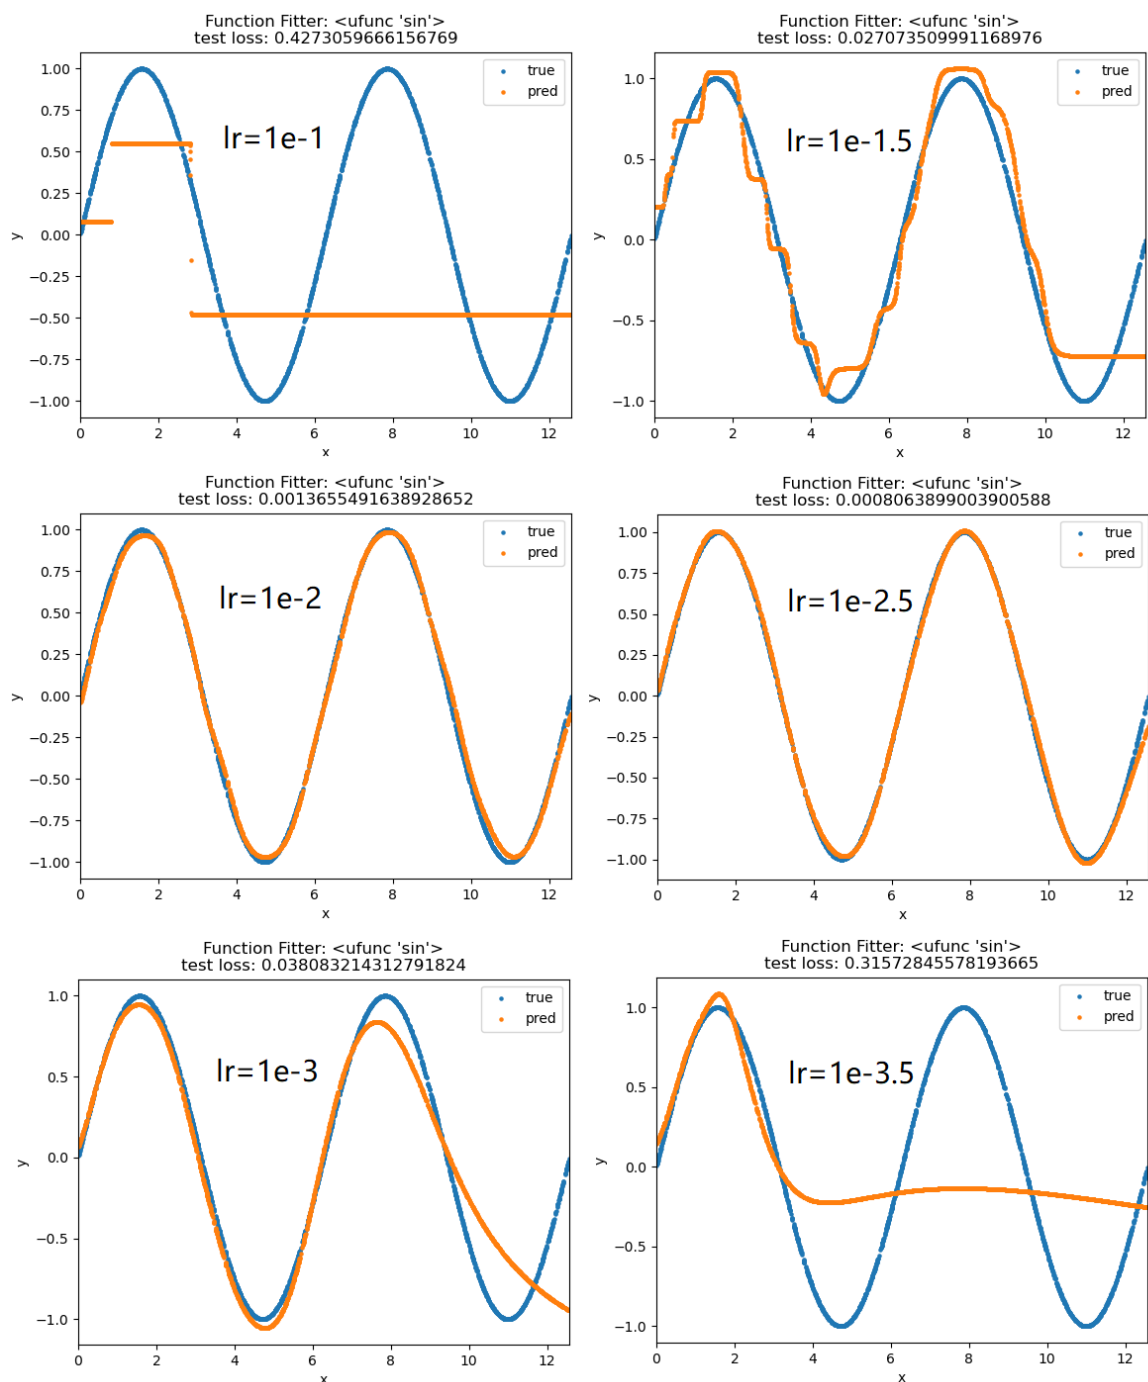 Function Fitter: <ufunc 'sin'>
test loss: 0.4273059666156769
1.00
0.75
0.50
0.25
0.00
−0.25
−0.50
−0.75
−1.00
y
true
pred
lr=1e-1
0 2 4 6 8 10 12
x
Function Fitter: <ufunc 'sin'>
test loss: 0.027073509991168976
1.0
0.5
0.0
−0.5
−1.0
y
true
pred
lr=1e-1.5
0 2 4 6 8 10 12
x
Function Fitter: <ufunc 'sin'>
test loss: 0.0013655491638928652
1.00
0.75
0.50
0.25
0.00
−0.25
−0.50
−0.75
−1.00
y
true
pred
lr=1e-2
0 2 4 6 8 10 12
x
Function Fitter: <ufunc 'sin'>
test loss: 0.0008063899003900588
1.00
0.75
0.50
0.25
0.00
−0.25
−0.50
−0.75
−1.00
y
true
pred
lr=1e-2.5
0 2 4 6 8 10 12
x
Function Fitter: <ufunc 'sin'>
test loss: 0.038083214312791824
1.0
0.5
0.0
−0.5
−1.0
y
true
pred
lr=1e-3
0 2 4 6 8 10 12
x
Function Fitter: <ufunc 'sin'>
test loss: 0.31572845578193665
1.0
0.5
0.0
−0.5
−1.0
y
true
pred
lr=1e-3.5
0 2 4 6 8 10 12
x